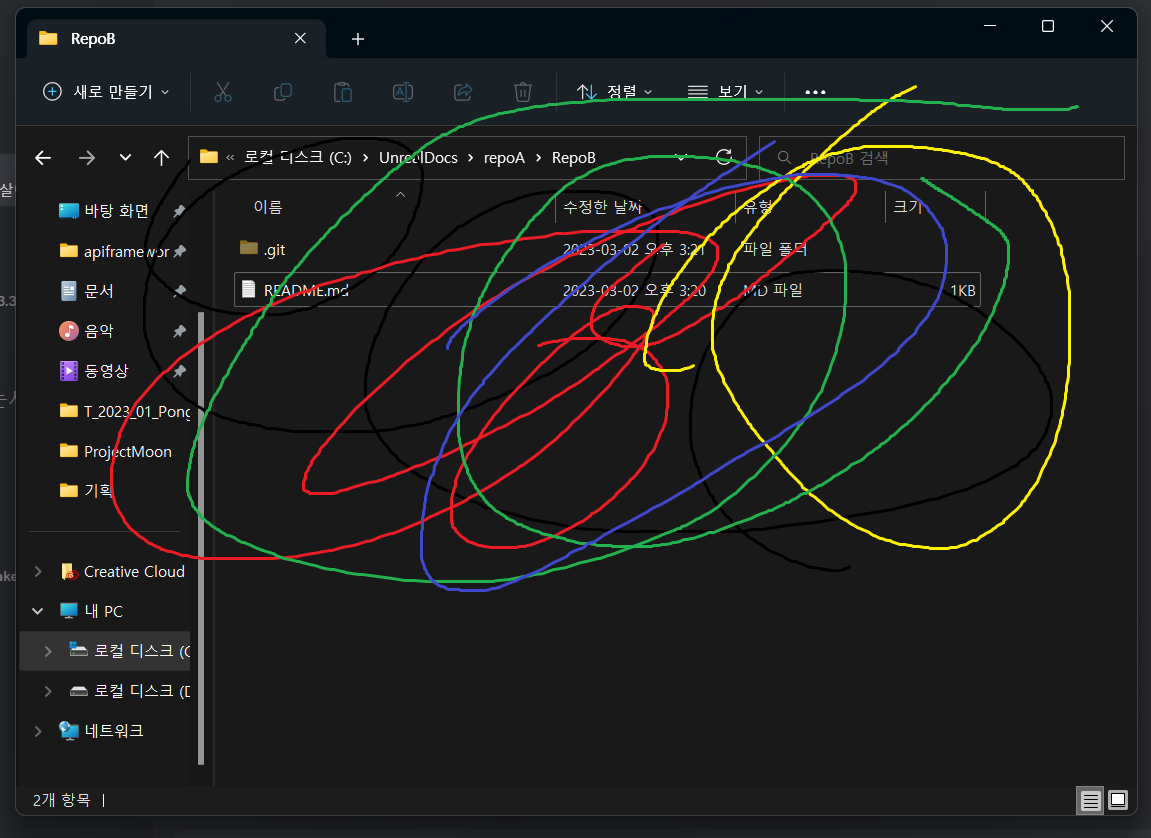 RepoB
새로 만들기
정렬
보기
로컬 디스크 (C:) › UnrealDocs › repoA › RepoB
RepoB 검색
이름 수정한 날짜 유형 크기
.git 2023-03-02 오후 3:21 파일 폴더
README.md 2023-03-02 오후 3:20 MD 파일 1KB
바탕 화면
apiframewor
문서
음악
동영상
T_2023_01_Pong
ProjectMoon
기획
Creative Cloud
내 PC
로컬 디스크 (C
로컬 디스크 (D
네트워크
2개 항목